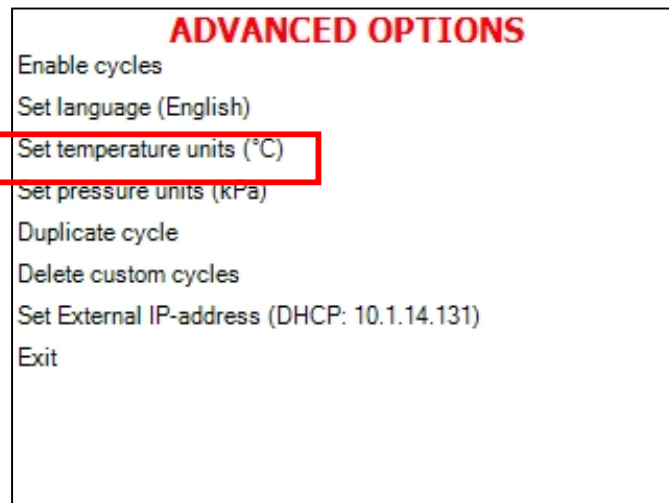 ADVANCED OPTIONS
Enable cycles
Set language (English)
Set temperature units (°C)
Set pressure units (kPa)
Duplicate cycle
Delete custom cycles
Set External IP-address (DHCP: 10.1.14.131)
Exit